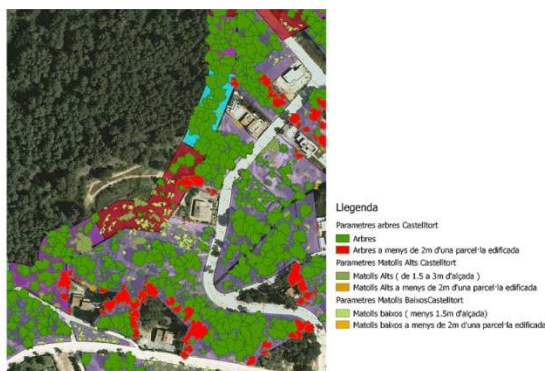 Llegenda
Parametres arbres Castelltort
Arbres
Arbres a menys de 2m d'una parcel·la edificada
Parametres Matolls Alts Castelltort
Matolls Alts ( de 1.5 a 3m d'alçada )
Matolls Alts a menys de 2m d'una parcel·la edificada
Parametres Matolls BaixosCastelltort
Matolls baixos ( menys 1.5m d'alçada)
Matolls baixos a menys de 2m d'una parcel·la edificada